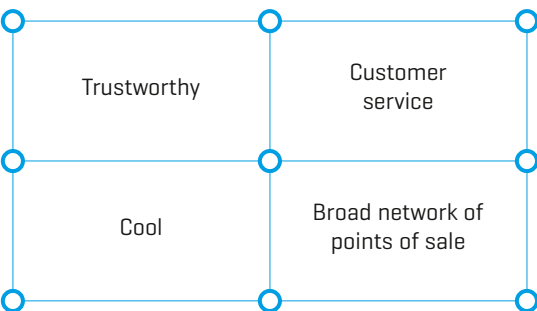 Trustworthy
Customer
service
Cool
Broad network of
points of sale